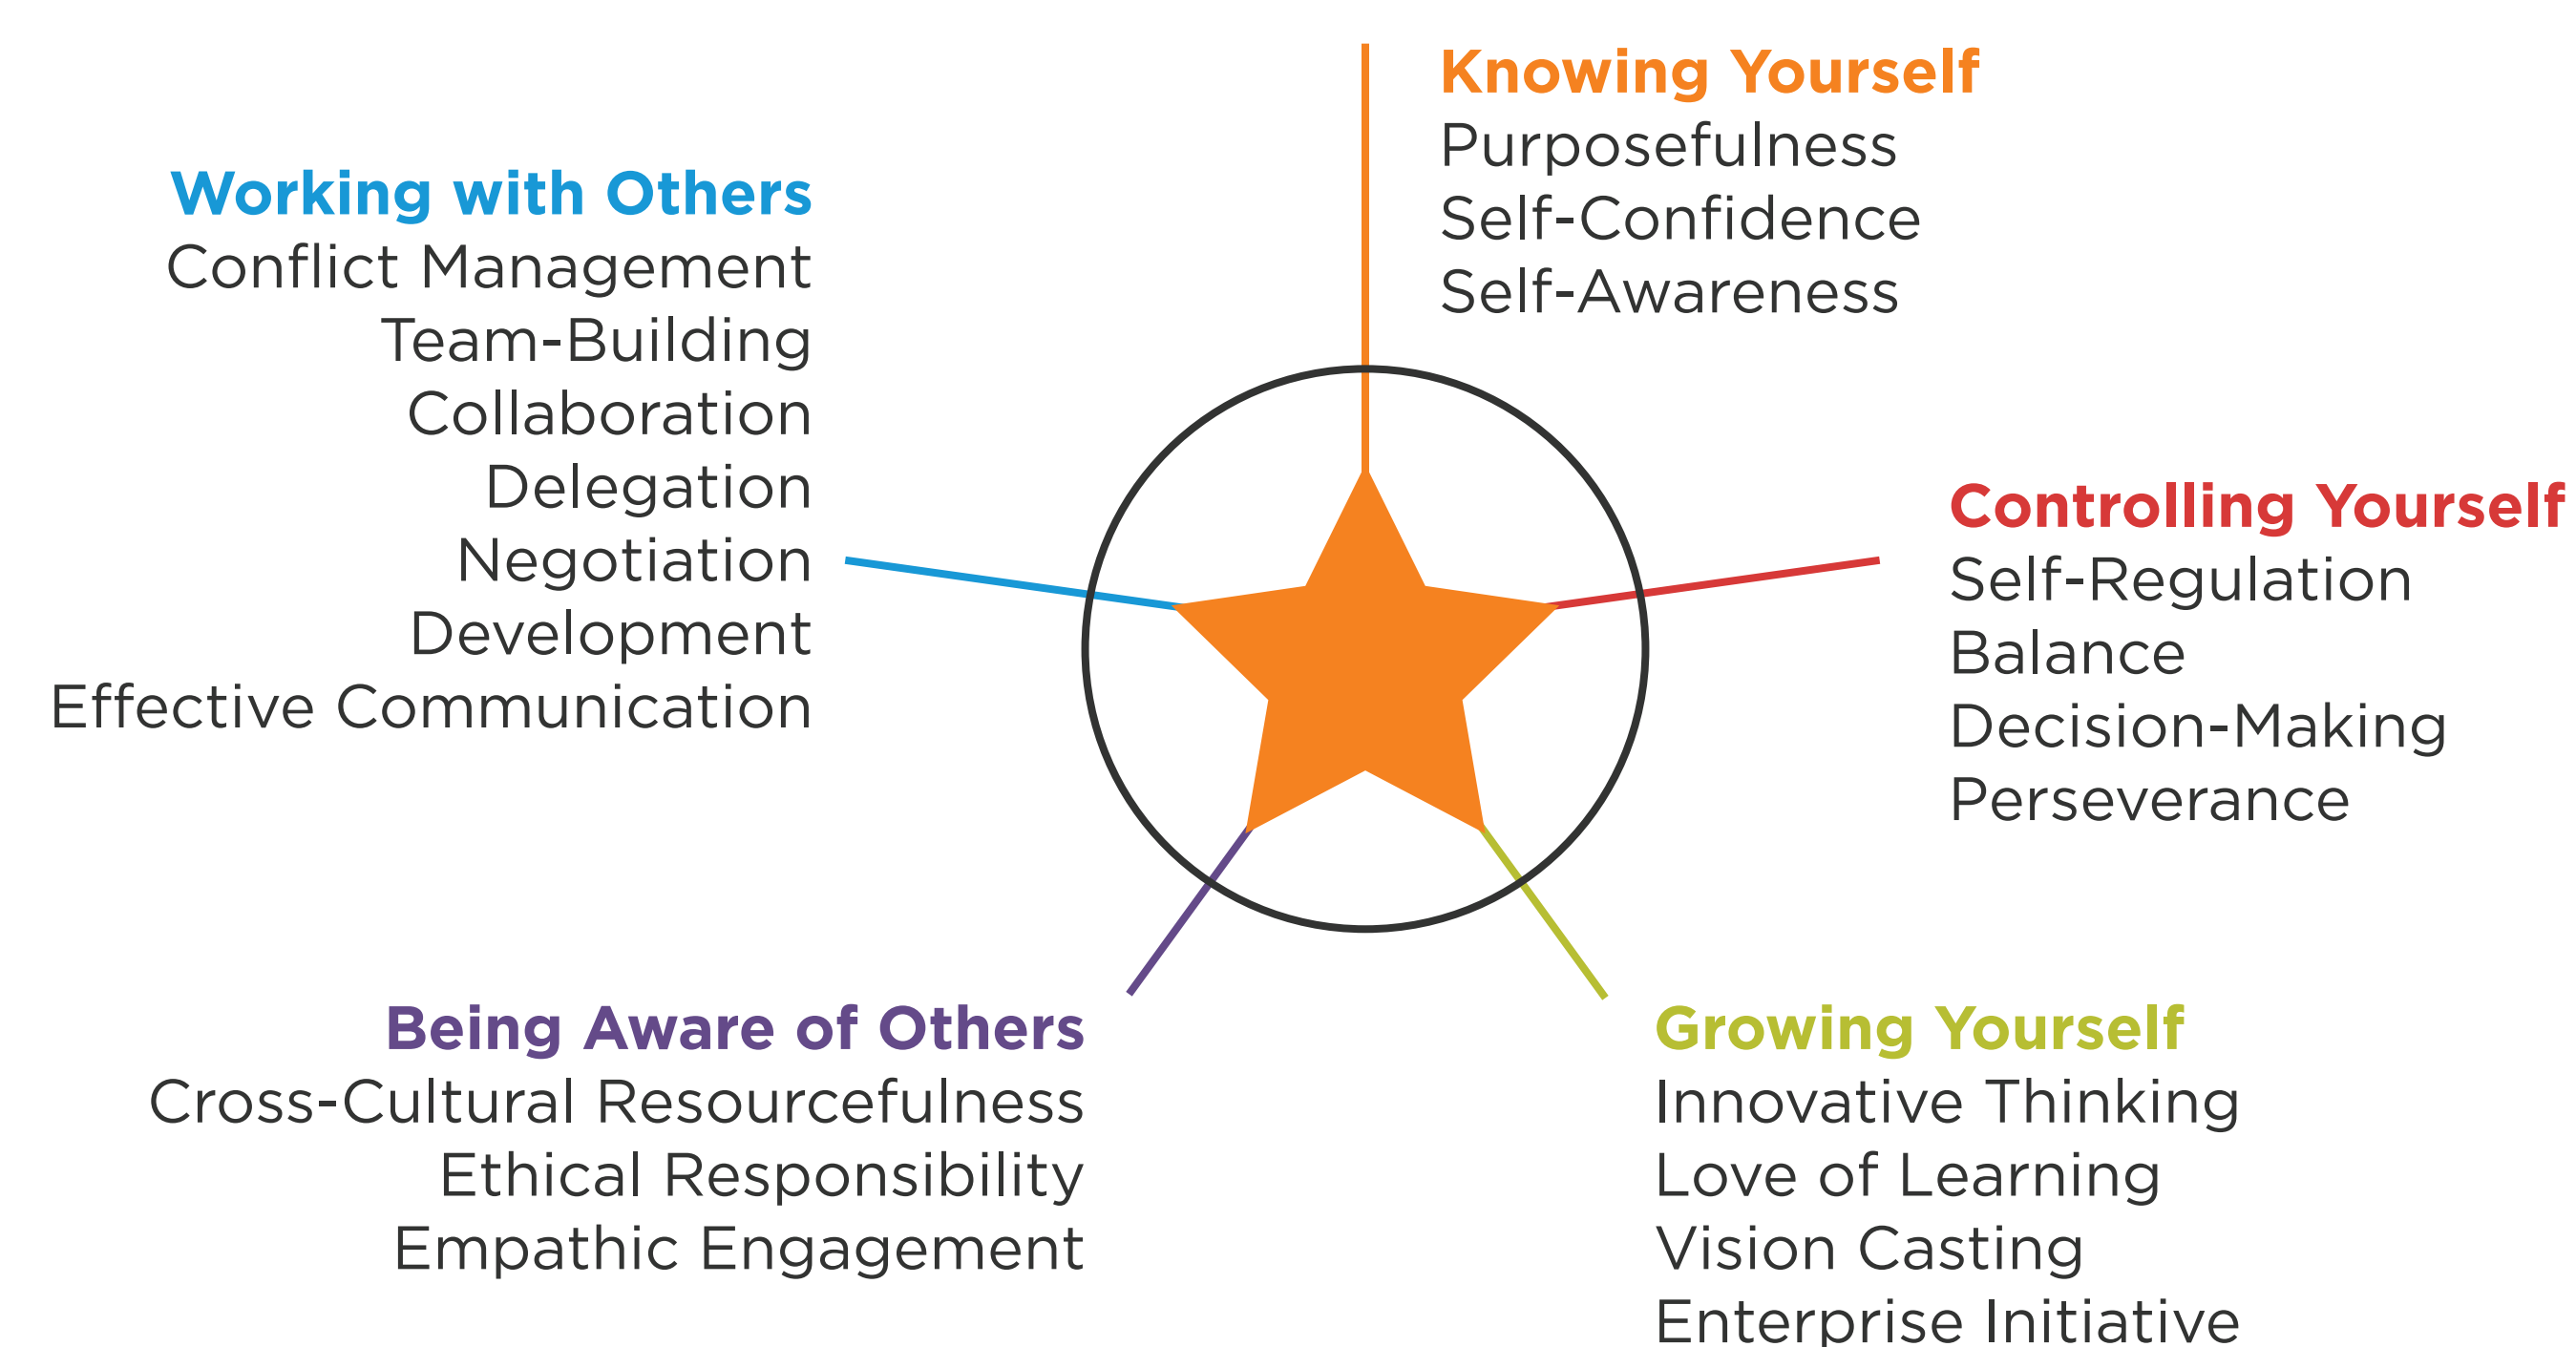 Knowing Yourself
Purposefulness
Self-Confidence
Self-Awareness
Controlling Yourself
Self-Regulation
Balance
Decision-Making
Perseverance
Growing Yourself
Innovative Thinking
Love of Learning
Vision Casting
Enterprise Initiative
Being Aware of Others
Cross-Cultural Resourcefulness
Ethical Responsibility
Empathic Engagement
Working with Others
Conflict Management
Team-Building
Collaboration
Delegation
Negotiation
Development
Effective Communication